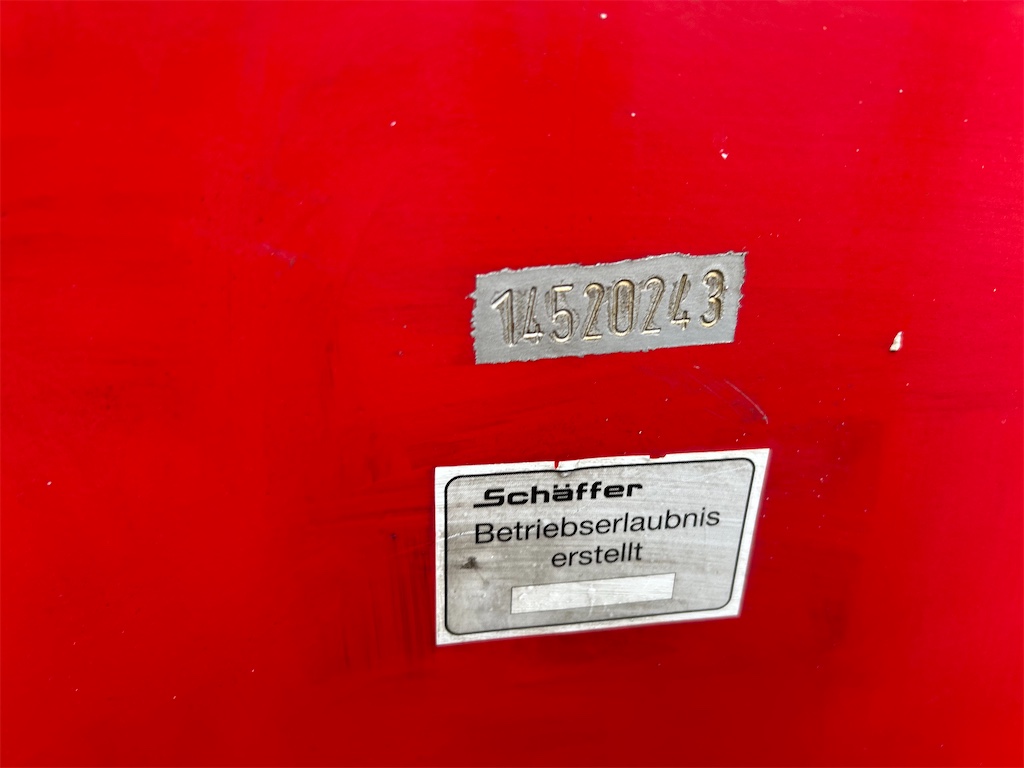 14520243
Schäffer
Betriebserlaubnis
erstellt